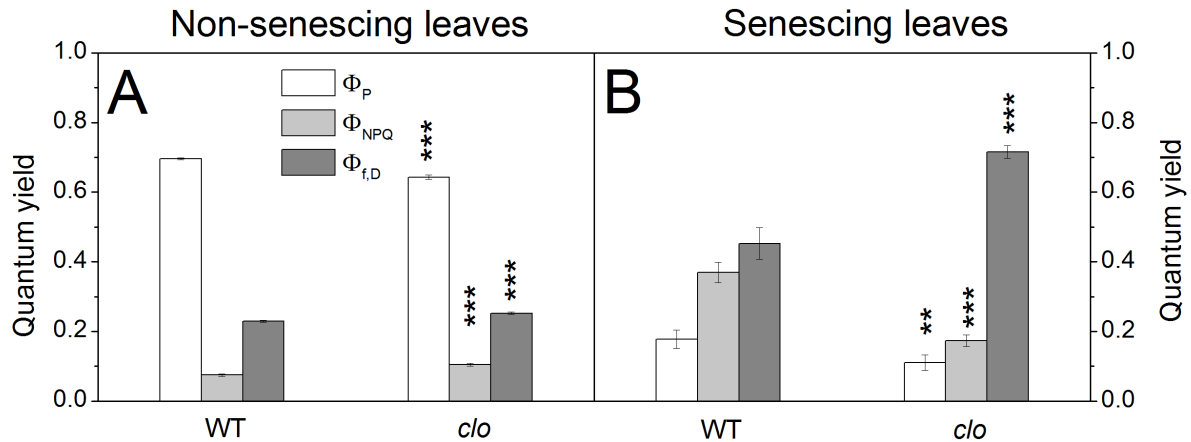 Non-senescing leaves
Senescing leaves
Quantum yield
1.0
0.8
0.6
0.4
0.2
0.0
A
ΦP
ΦNPQ
Φf,D
***
***
***
WT
clo
B
**
***
***
WT
clo
1.0
0.8
0.6
0.4
0.2
0.0
Quantum yield